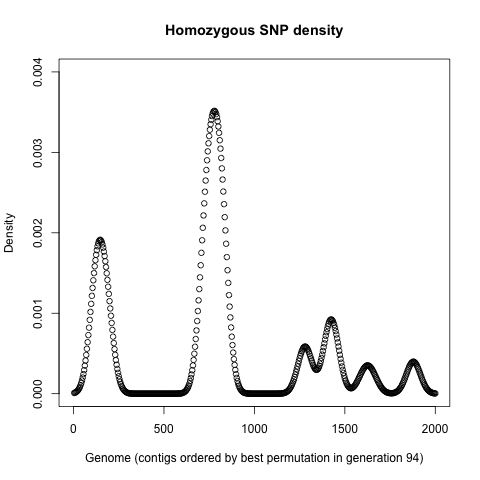 Homozygous SNP density
0.004
0.003
0.002
0.001
0.000
Density
0 500 1000 1500 2000
Genome (contigs ordered by best permutation in generation 94)